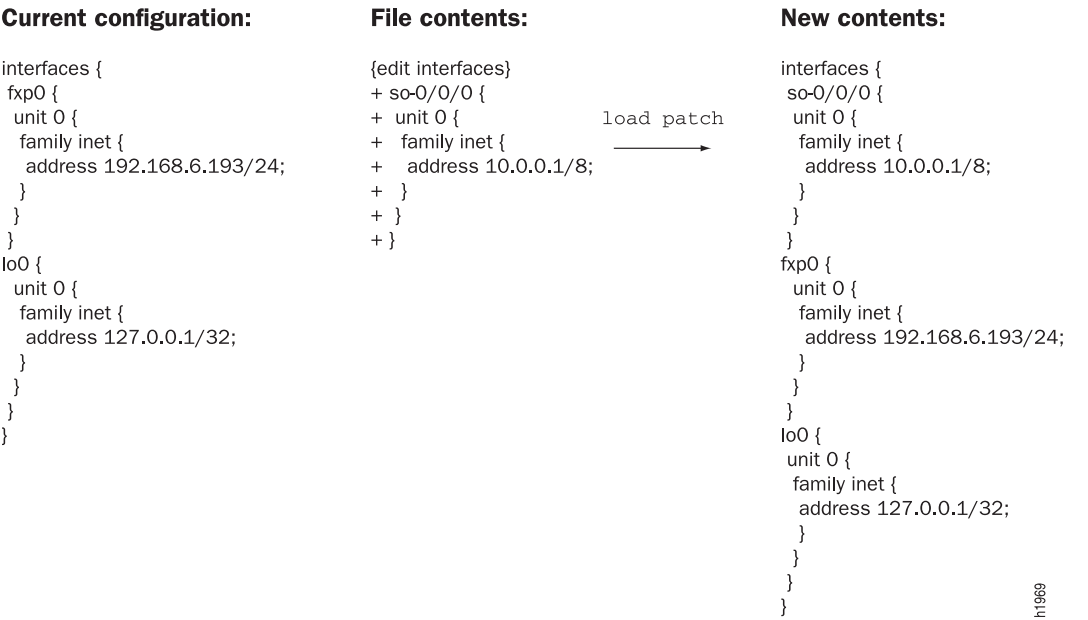 Current configuration:
interfaces {
fxp0 {
unit 0 {
family inet {
address 192.168.6.193/24;
}
}
}
lo0 {
unit 0 {
family inet {
address 127.0.0.1/32;
}
}
}
}
File contents:
{edit interfaces}
+ so-0/0/0 {
+ unit 0 {
+ family inet {
+ address 10.0.0.1/8;
+ }
+ }
+ }
load patch
New contents:
interfaces {
so-0/0/0 {
unit 0 {
family inet {
address 10.0.0.1/8;
}
}
}
fxp0 {
unit 0 {
family inet {
address 192.168.6.193/24;
}
}
}
lo0 {
unit 0 {
family inet {
address 127.0.0.1/32;
}
}
}
}
h1969